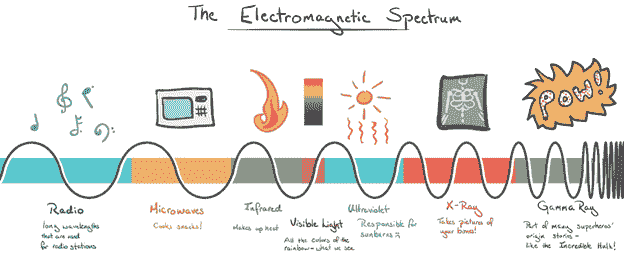 The Electromagnetic Spectrum
POW!
Radio
long wavelengths
that are used
for radio stations
Microwaves
Cooks snacks!
Infrared
Makes up heat
Visible Light
All the colors of the
rainbow - what we see
Ultraviolet
Responsible for
sunburns
X-Ray
Takes pictures of
your bones!
Gamma Ray
Part of many superheros'
origin stories -
like the Incredible Hulk!